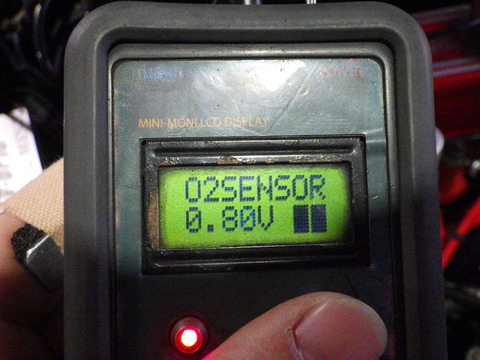 MINI-MONI LCD DISPLAY
O2SENSOR
0.80V